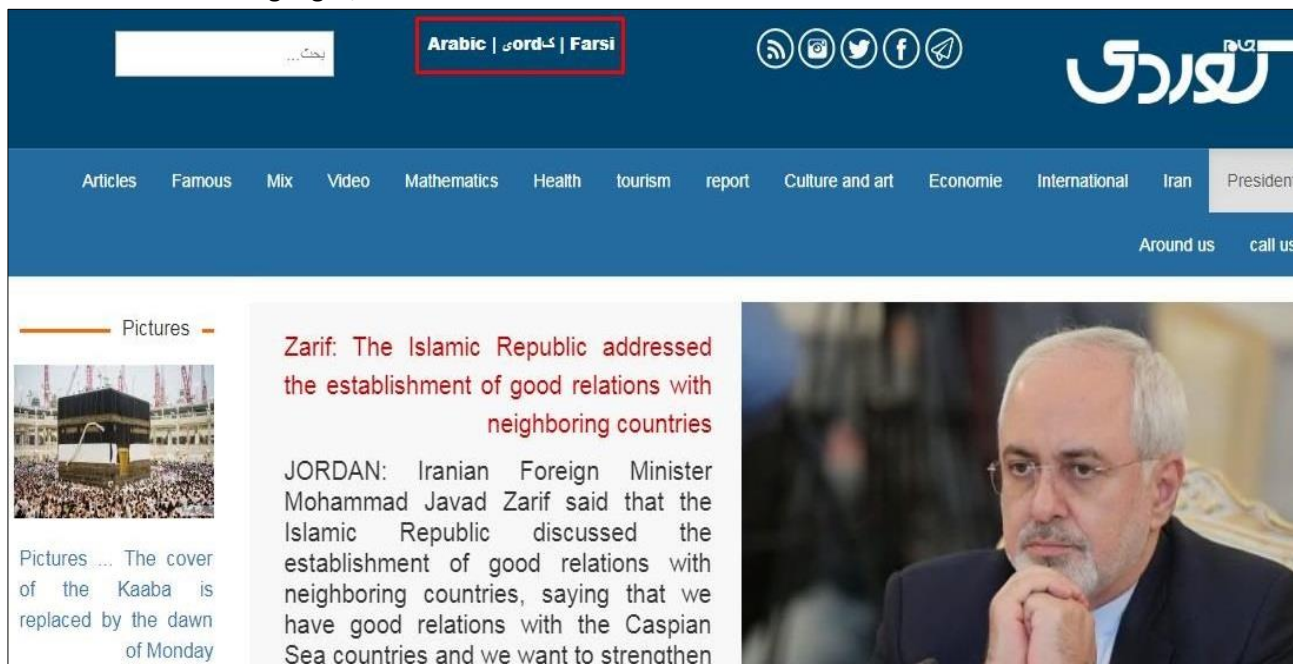 بحث...
Arabic | کordی | Farsi
جام
کوردی
Articles Famous Mix Video Mathematics Health tourism report Culture and art Economie International Iran President
Around us call us
Pictures
Pictures ... The cover
of the Kaaba is
replaced by the dawn
of Monday
Zarif: The Islamic Republic addressed
the establishment of good relations with
neighboring countries
JORDAN: Iranian Foreign Minister
Mohammad Javad Zarif said that the
Islamic Republic discussed the
establishment of good relations with
neighboring countries, saying that we
have good relations with the Caspian
Sea countries and we want to strengthen